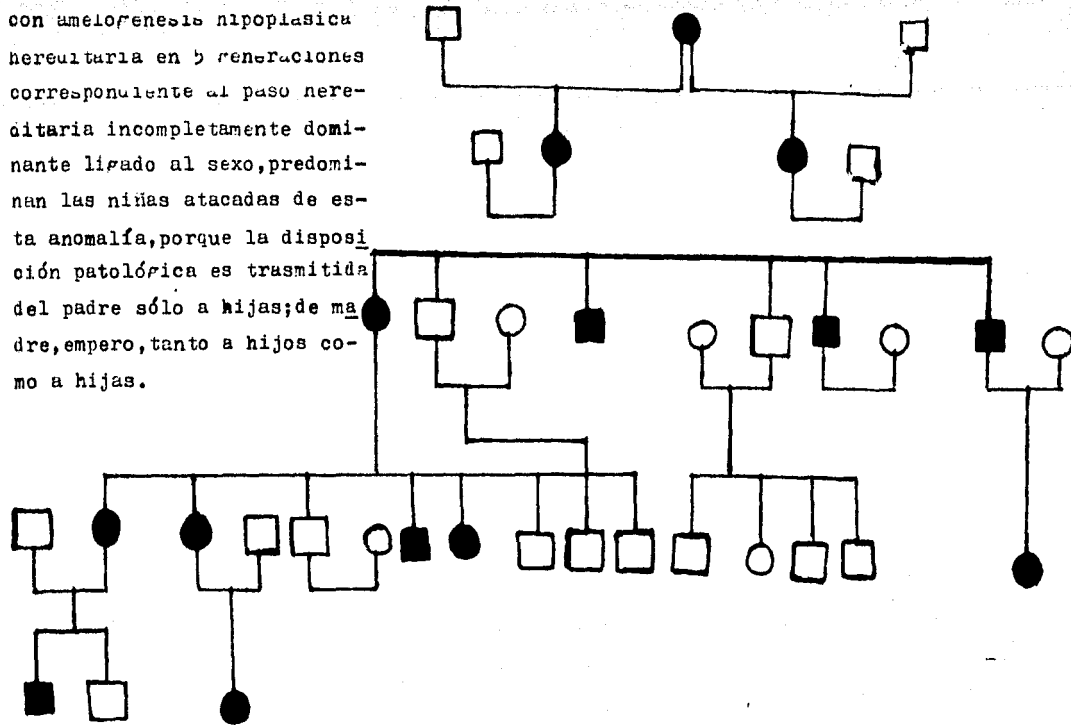 con amelogenesis hipoplasica
hereditaria en 5 generaciones
correspondiente al paso here-
ditaria incompletamente domi-
nante ligado al sexo,predomi-
nan las niñas atacadas de es-
ta anomalía,porque la disposi
ción patológica es trasmitida
del padre sólo a hijas;de ma
dre,empero,tanto a hijos co-
mo a hijas.